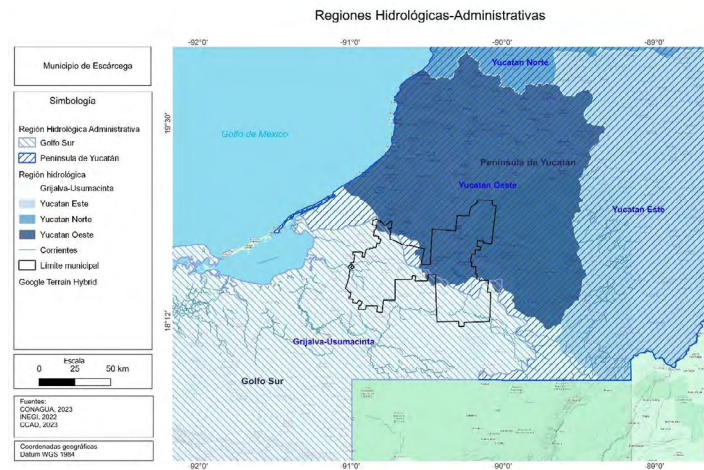 Regiones Hidrológicas-Administrativas
Municipio de Escárcega
Simbología
Región Hidrológica Administrativa
Golfo Sur
Península de Yucatán
Región hidrológica
Grijalva-Usumacinta
Yucatan Este
Yucatan Norte
Yucatan Oeste
Corrientes
Límite municipal
Google Terrain Hybrid
Escala
0 25 50 km
Fuentes:
CONAGUA, 2023
INEGI, 2022
CCAD, 2023
Coordenadas geográficas
Datum WGS 1984
-92°0' -91°0' -90°0' -89°0'
Yucatan Norte
19°30'
Golfo de México
Península de Yucatán
Yucatan Oeste
Yucatan Este
18°12'
Grijalva-Usumacinta
Golfo Sur
-92°0' -91°0' -90°0' -89°0'